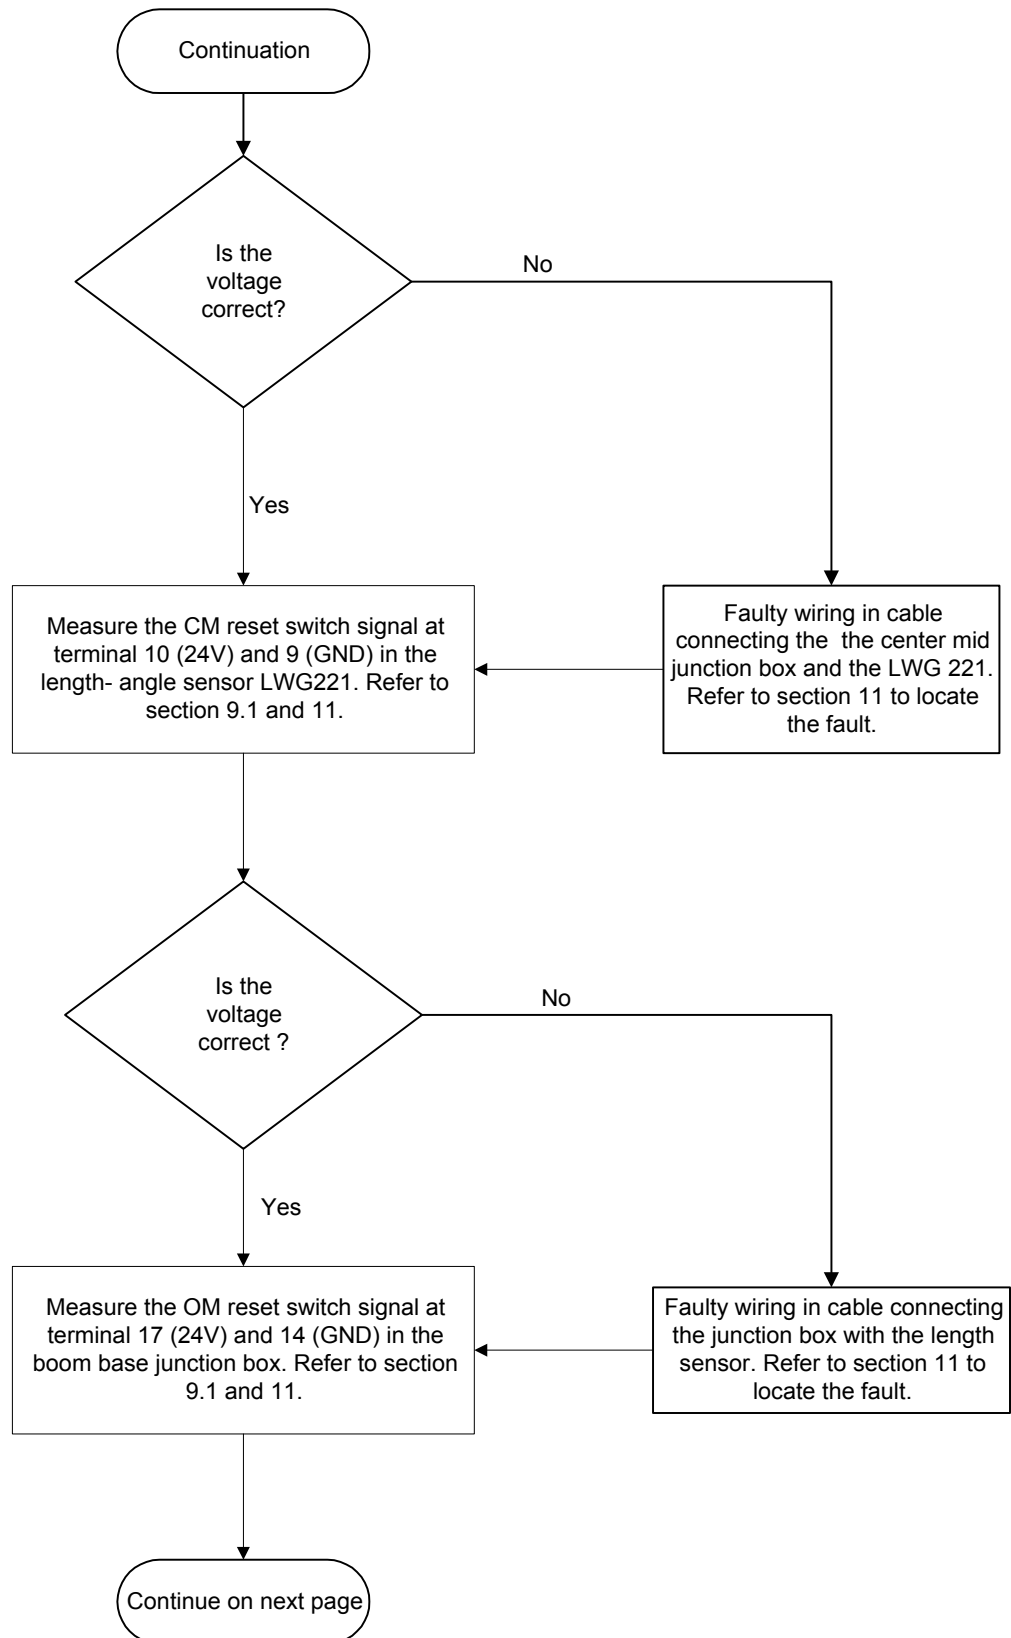 Continuation
Is the
voltage
correct?
No
Yes
Measure the CM reset switch signal at
terminal 10 (24V) and 9 (GND) in the
length- angle sensor LWG221. Refer to
section 9.1 and 11.
Faulty wiring in cable
connecting the the center mid
junction box and the LWG 221.
Refer to section 11 to locate
the fault.
Is the
voltage
correct ?
No
Yes
Measure the OM reset switch signal at
terminal 17 (24V) and 14 (GND) in the
boom base junction box. Refer to section
9.1 and 11.
Faulty wiring in cable connecting
the junction box with the length
sensor. Refer to section 11 to
locate the fault.
Continue on next page